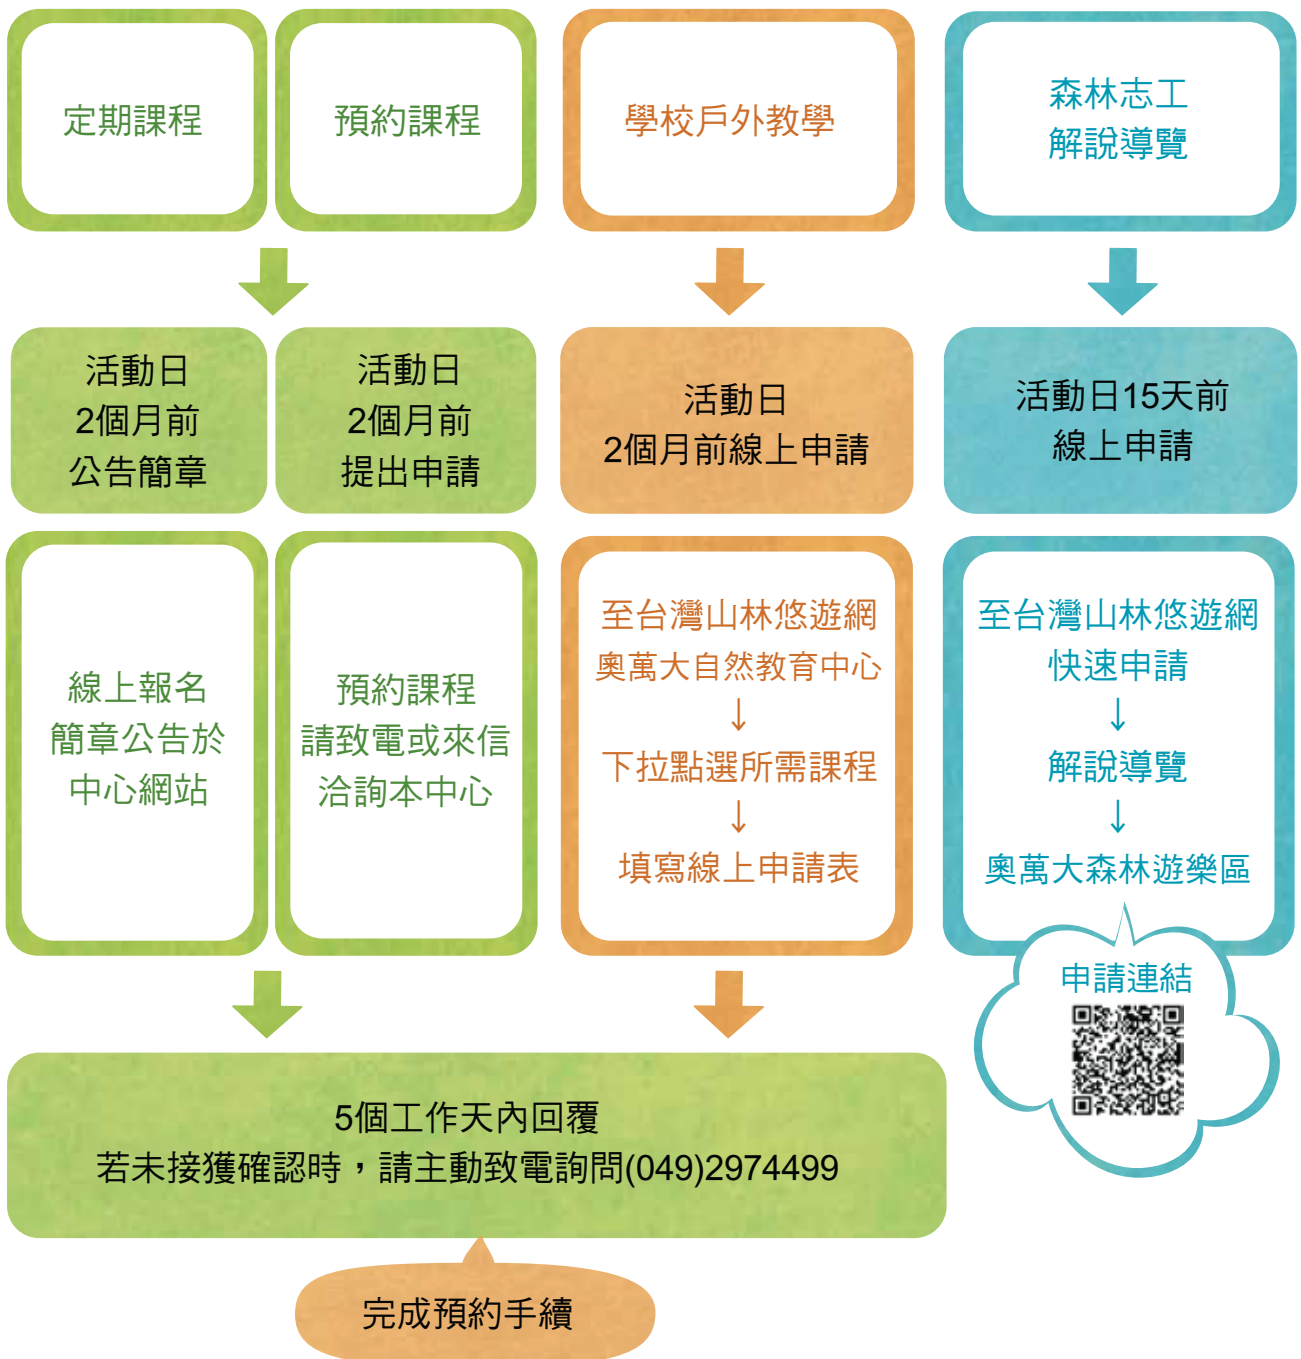 定期課程
預約課程
學校戶外教學
森林志工
解說導覽
活動日
2個月前
公告簡章
活動日
2個月前
提出申請
活動日
2個月前線上申請
活動日15天前
線上申請
線上報名
簡章公告於
中心網站
預約課程
請致電或來信
洽詢本中心
至台灣山林悠遊網
奧萬大自然教育中心
↓
下拉點選所需課程
↓
填寫線上申請表
至台灣山林悠遊網
快速申請
↓
解說導覽
↓
奧萬大森林遊樂區
申請連結
5個工作天內回覆
若未接獲確認時，請主動致電詢問(049)2974499
完成預約手續